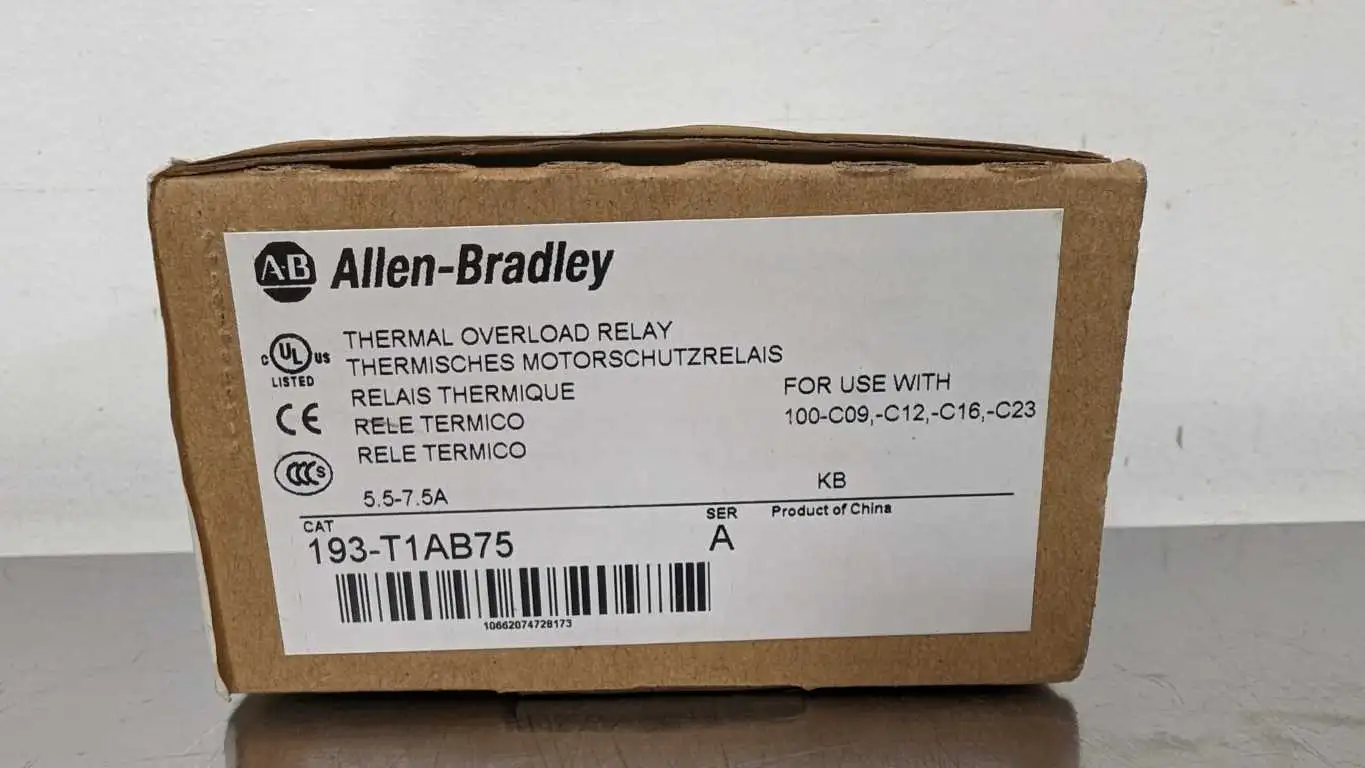 A-B Allen-Bradley
C UL US
LISTED
THERMAL OVERLOAD RELAY
THERMISCHES MOTORSCHUTZRELAIS
RELAIS THERMIQUE
RELE TERMICO
RELE TERMICO
CE
CCC S
FOR USE WITH
100-C09,-C12,-C16,-C23
5.5-7.5A
KB
CAT
193-T1AB75
SER
A
Product of China
10662074728173